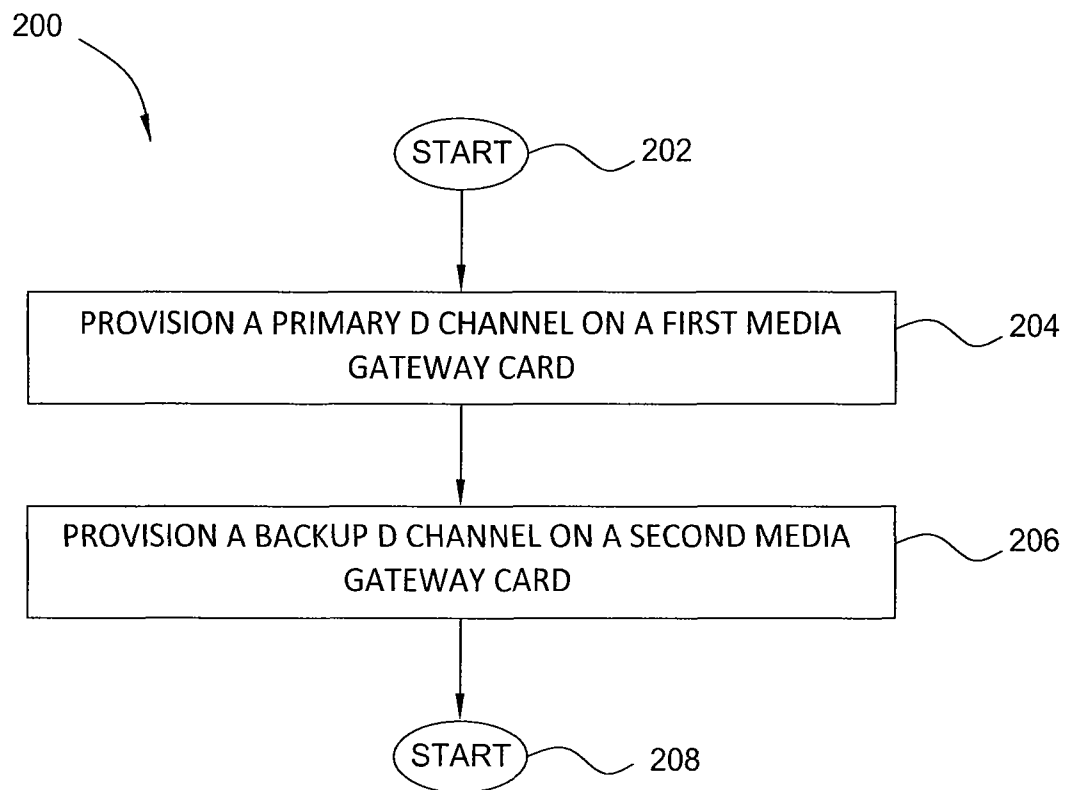 200
START
202
PROVISION A PRIMARY D CHANNEL ON A FIRST MEDIA
GATEWAY CARD
204
PROVISION A BACKUP D CHANNEL ON A SECOND MEDIA
GATEWAY CARD
206
START
208